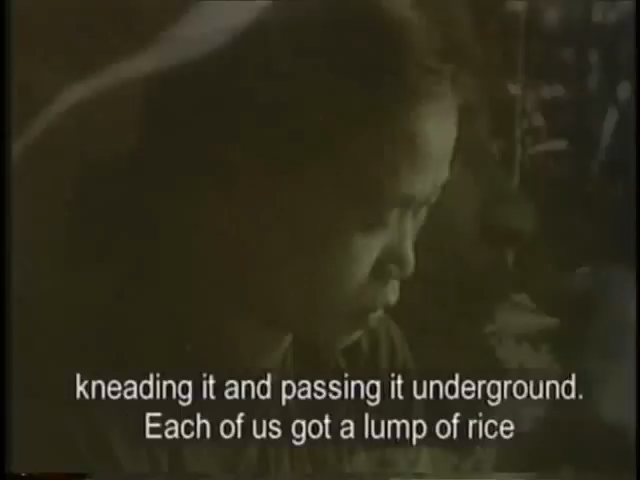 kneading it and passing it underground.
Each of us got a lump of rice